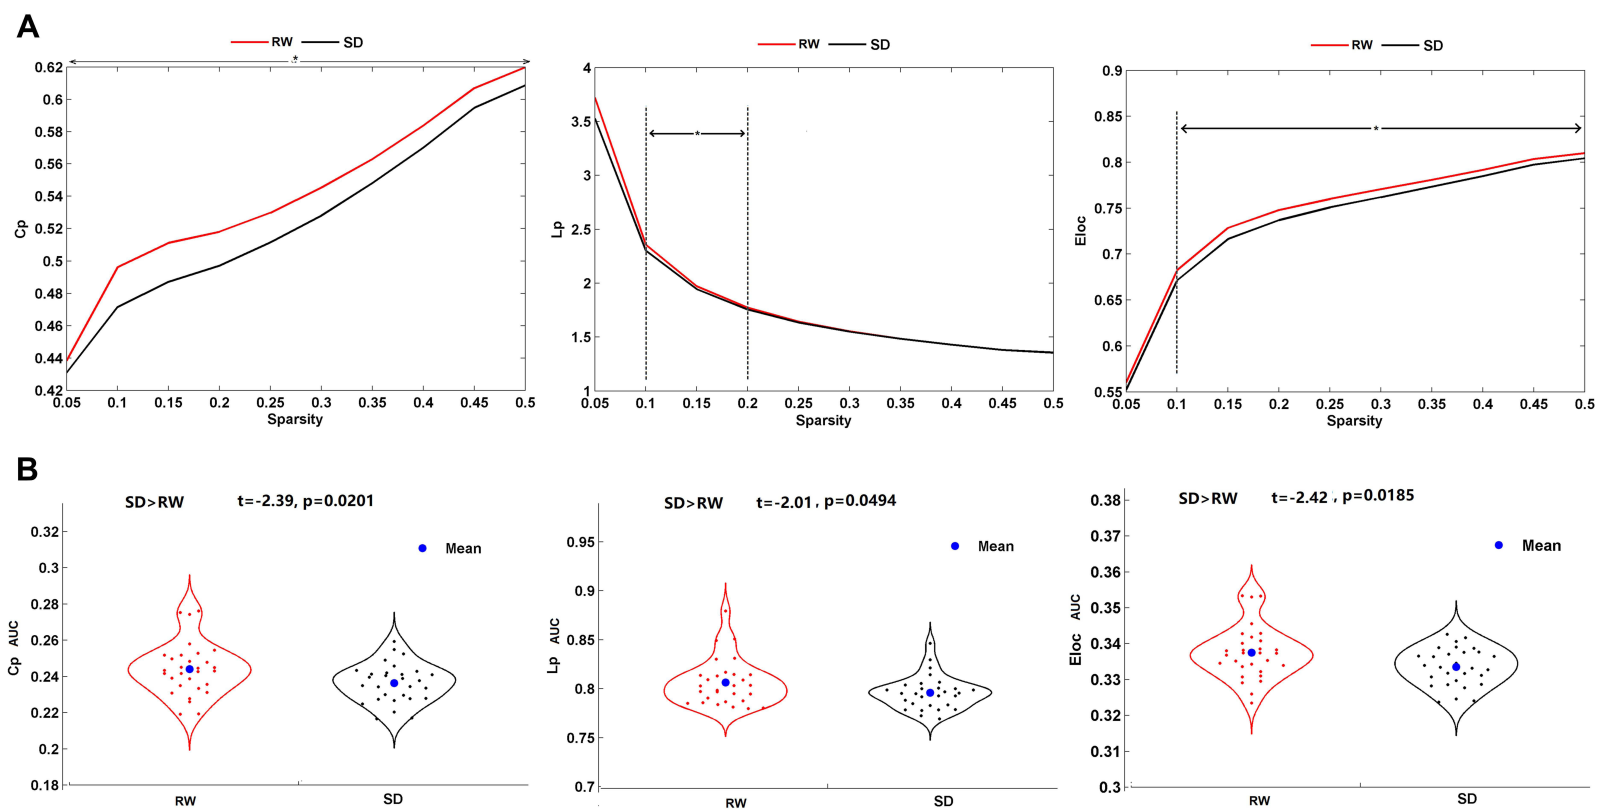 A
RW SD
*
0.62
0.6
0.58
0.56
0.54
0.52
0.5
0.48
0.46
0.44
0.42
Cp
0.05 0.1 0.15 0.2 0.25 0.3 0.35 0.4 0.45 0.5
Sparsity
RW SD
*
4
3.5
3
2.5
2
1.5
1
Lp
0.05 0.1 0.15 0.2 0.25 0.3 0.35 0.4 0.45 0.5
Sparsity
RW SD
*
0.9
0.85
0.8
0.75
0.7
0.65
0.6
0.55
Eloc
0.05 0.1 0.15 0.2 0.25 0.3 0.35 0.4 0.45 0.5
Sparsity
B
SD>RW t=-2.39, p=0.0201
Mean
0.32
0.3
0.28
0.26
0.24
0.22
0.2
0.18
Cp AUC
RW SD
SD>RW t=-2.01, p=0.0494
Mean
0.95
0.9
0.85
0.8
0.75
0.7
Lp AUC
RW SD
SD>RW t=-2.42, p=0.0185
Mean
0.38
0.37
0.36
0.35
0.34
0.33
0.32
0.31
0.3
Eloc AUC
RW SD